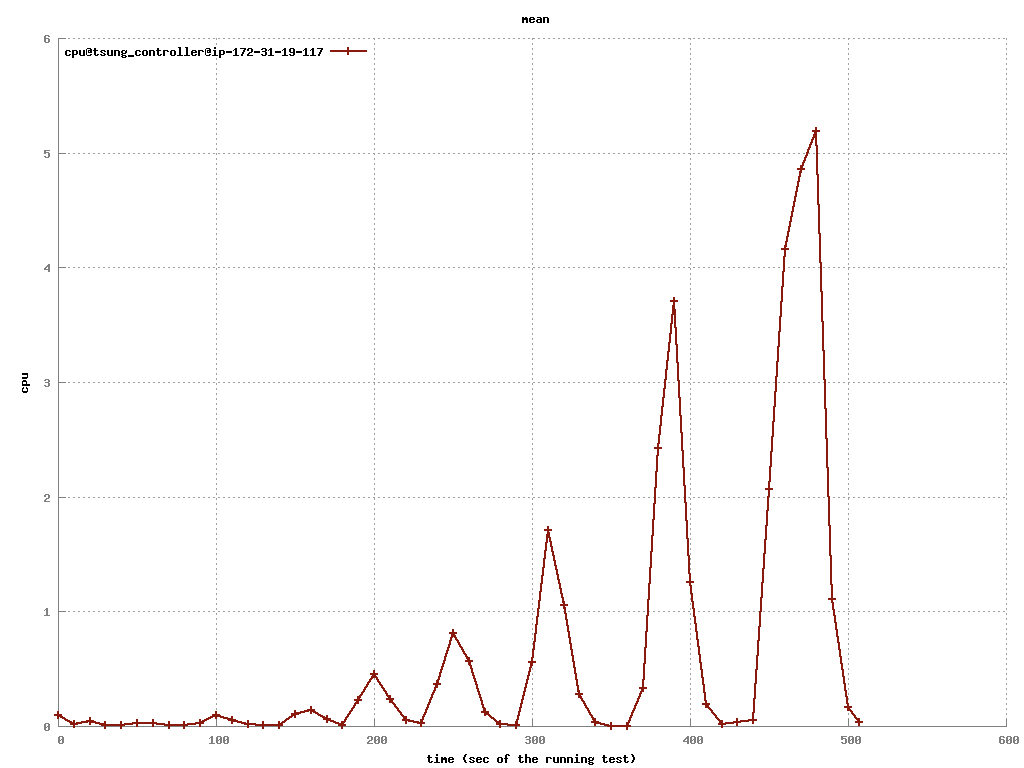 mean
6
cpu@tsung_controller@ip-172-31-19-117
5
4
cpu
3
2
1
0
0 100 200 300 400 500 600
time (sec of the running test)